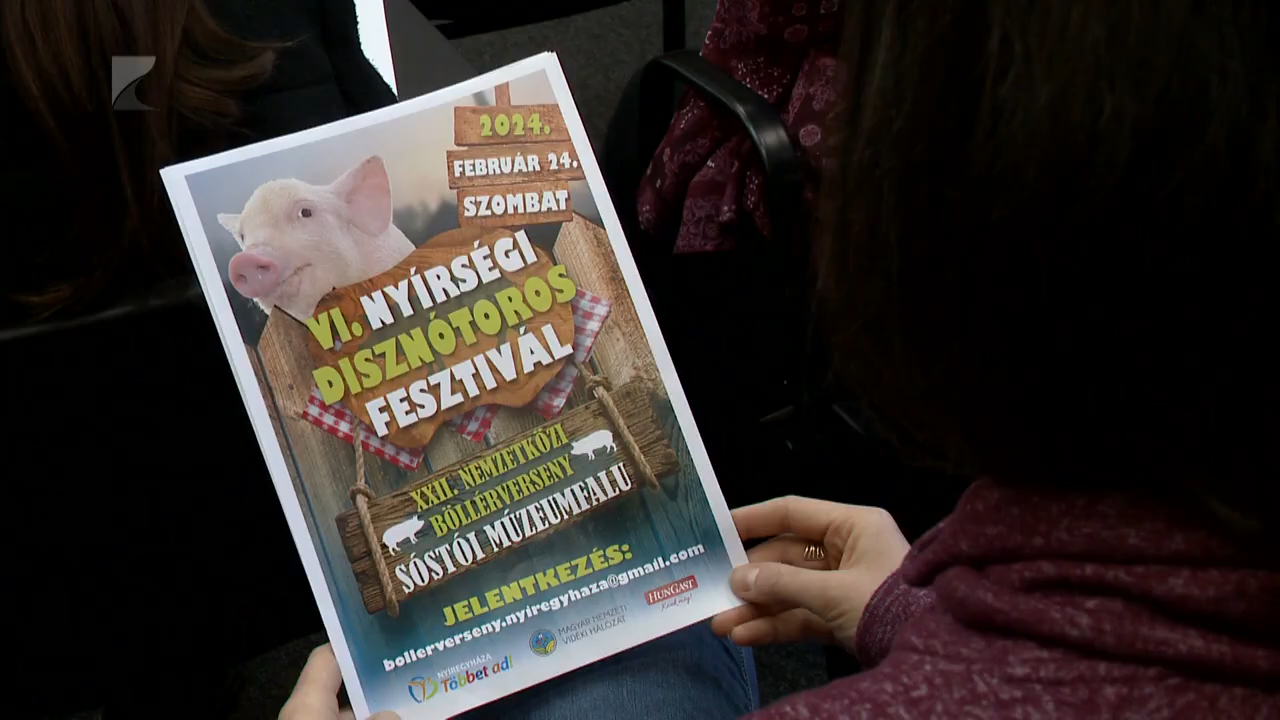 2024.
FEBRUÁR 24.
SZOMBAT
VI. NYÍRSÉGI
DISZNÓTOROS
FESZTIVÁL
XXII. NEMZETKÖZI
BÖLLÉRVERSENY
SÓSTÓI MÚZEUMFALU
JELENTKEZÉS:
bollerverseny.nyiregyhaza@gmail.com
NYÍREGYHÁZA
Többet ad!
MAGYAR NEMZETI
VIDÉKI HÁLÓZAT
HUNGAST